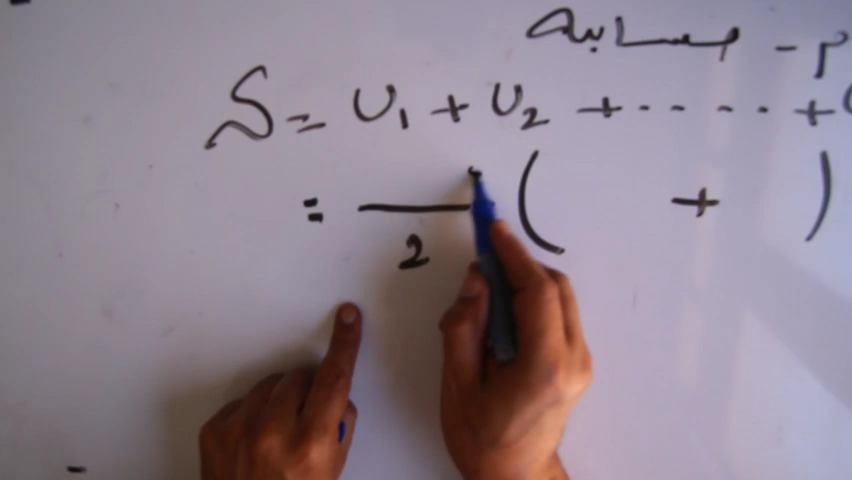 م - حسابية
S = U₁ + U₂ + .... +
= — / 2 ( + )